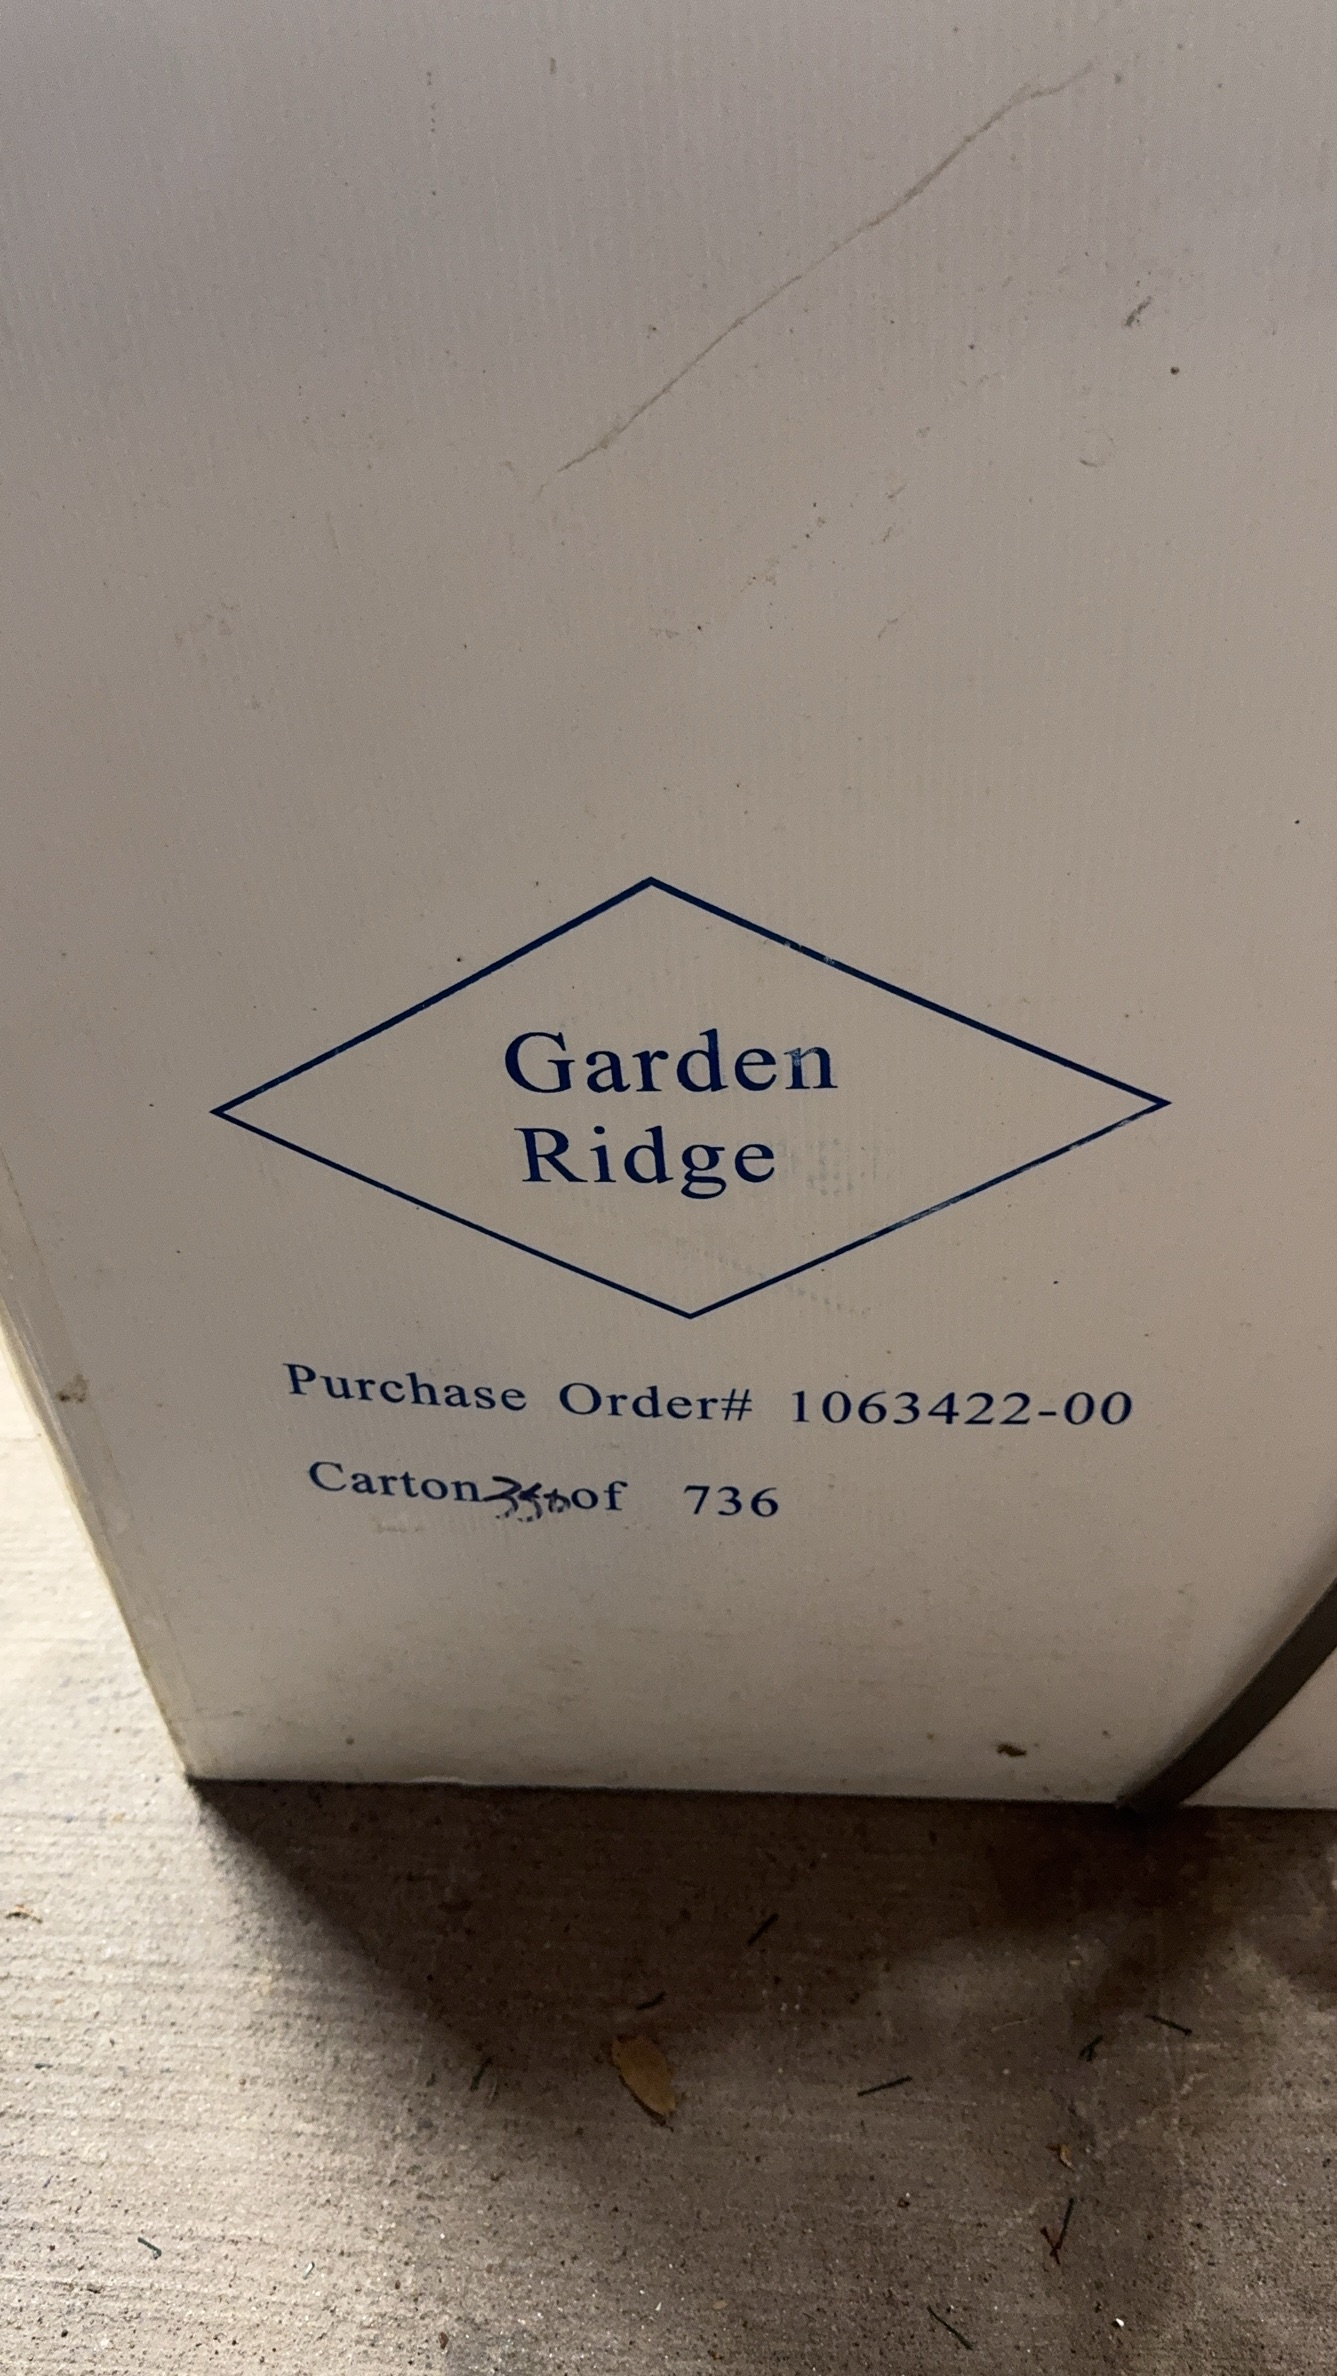 Garden
Ridge
Purchase Order# 1063422-00
Carton of 736